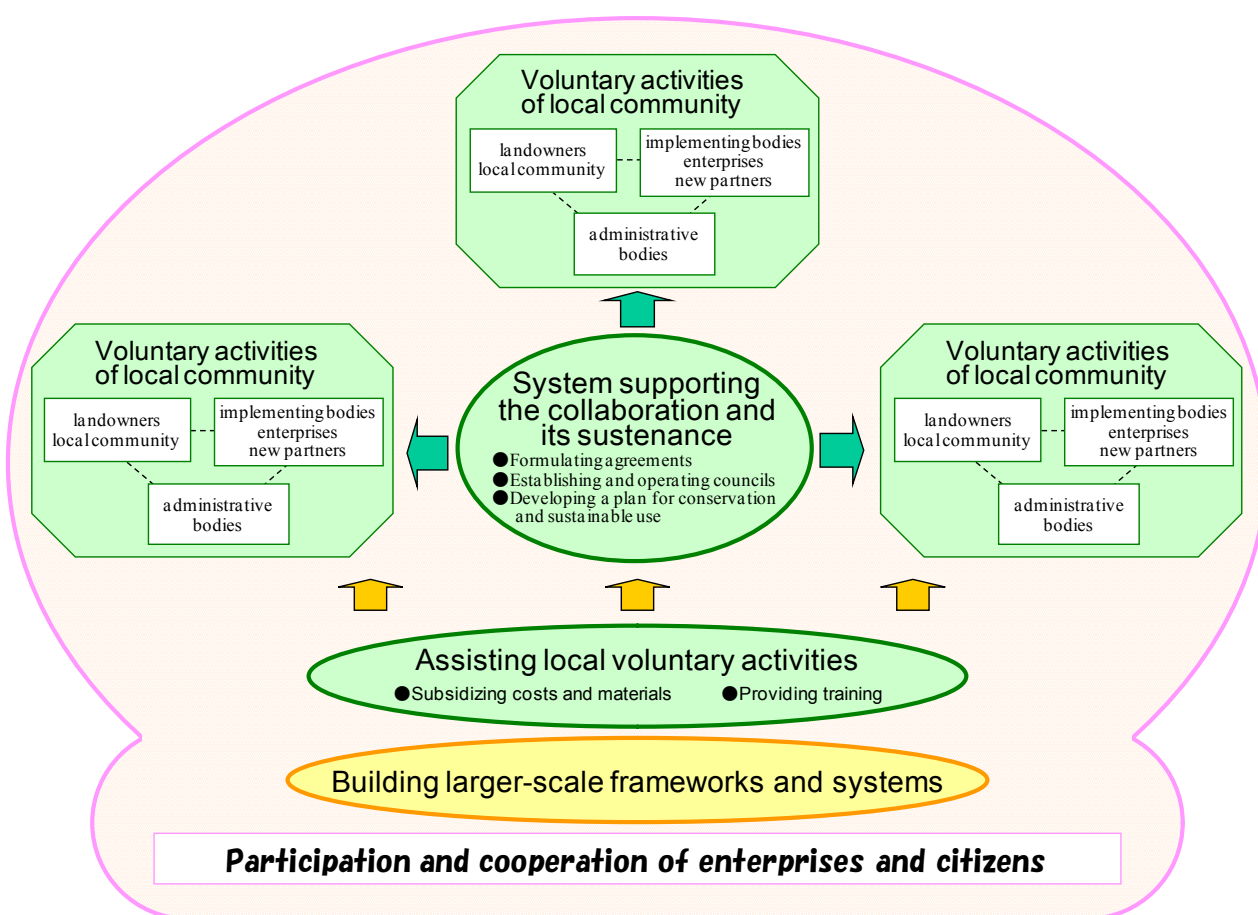 Voluntary activities
of local community
landowners
local community
implementing bodies
enterprises
new partners
administrative
bodies
Voluntary activities
of local community
landowners
local community
implementing bodies
enterprises
new partners
administrative
bodies
System supporting
the collaboration and
its sustenance
●Formulating agreements
●Establishing and operating councils
●Developing a plan for conservation
and sustainable use
Voluntary activities
of local community
landowners
local community
implementing bodies
enterprises
new partners
administrative
bodies
Assisting local voluntary activities
●Subsidizing costs and materials ●Providing training
Building larger-scale frameworks and systems
Participation and cooperation of enterprises and citizens